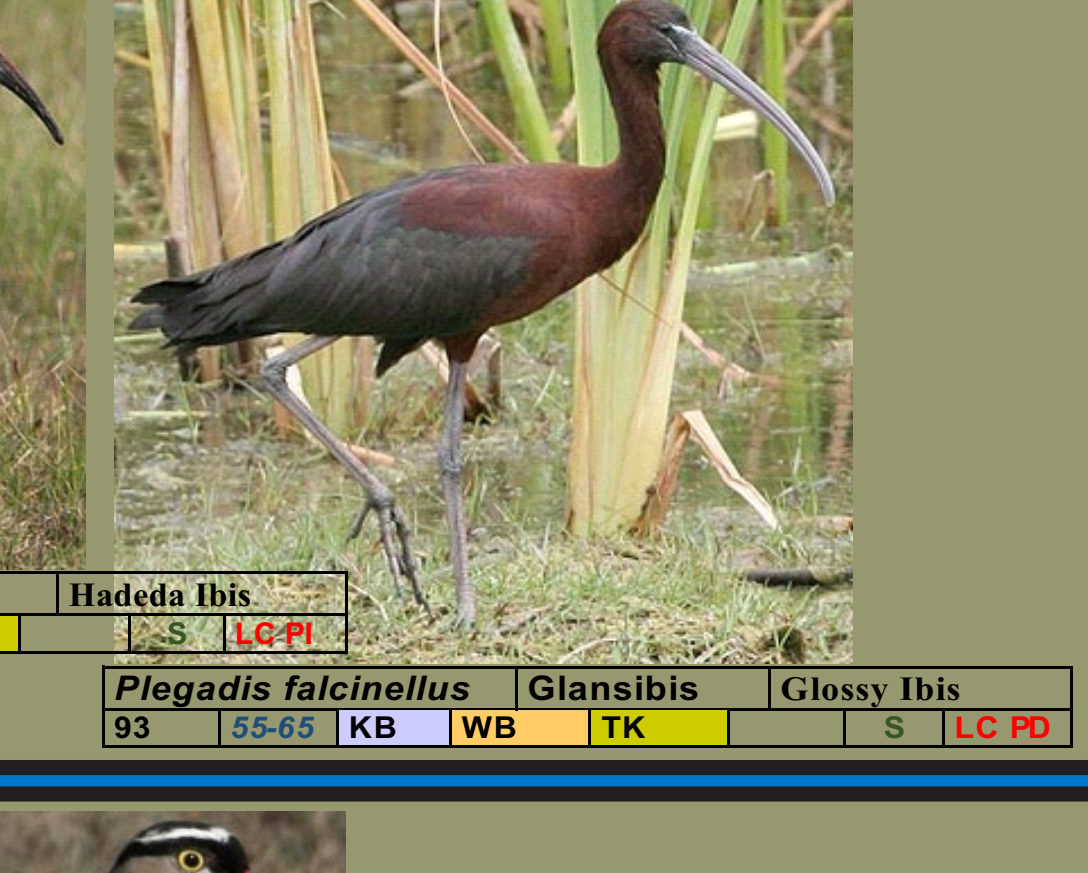 Hadeda Ibis
S LC PI
Plegadis falcinellus Glansibis Glossy Ibis
93 55-65 KB WB TK S LC PD